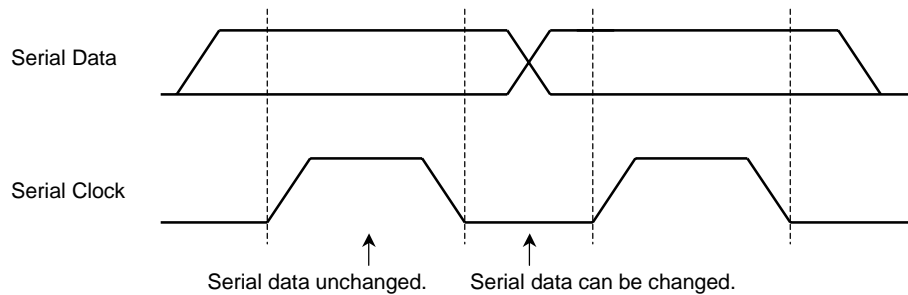 Serial Data
Serial Clock
Serial data unchanged.
Serial data can be changed.